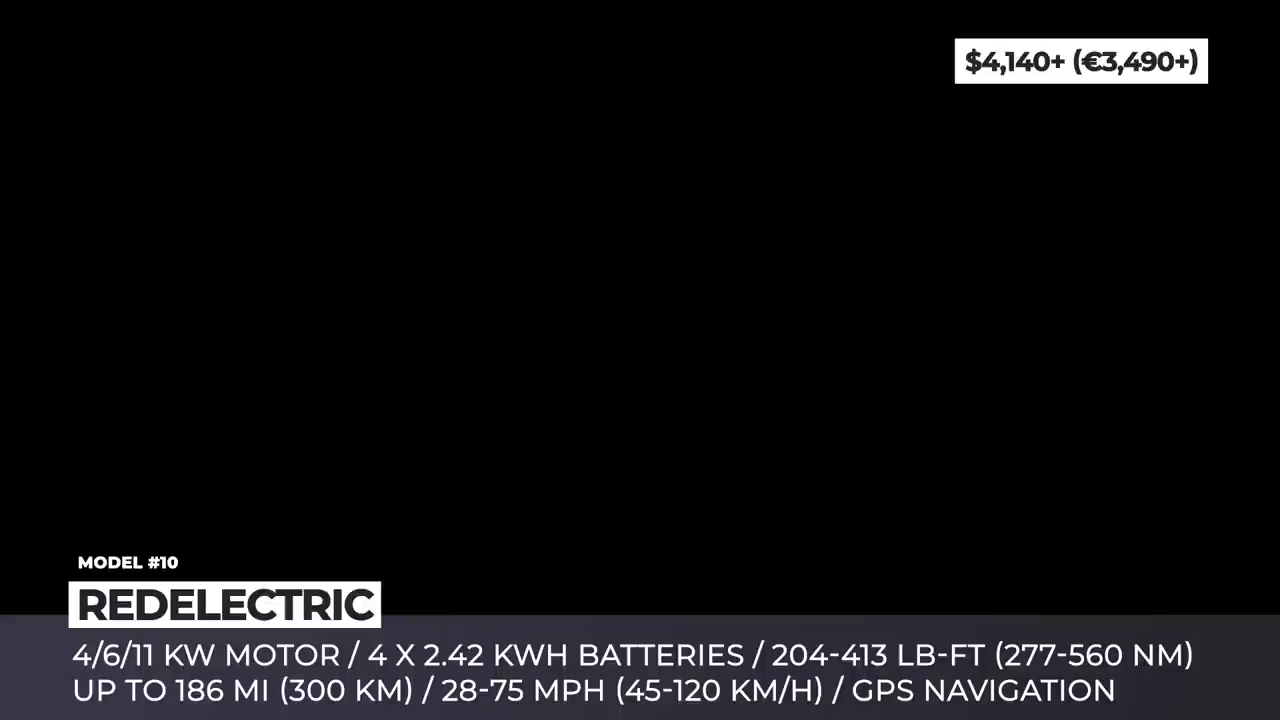 $4,140+ (€3,490+)
MODEL #10
REDELECTRIC
4/6/11 KW MOTOR / 4 X 2.42 KWH BATTERIES / 204-413 LB-FT (277-560 NM)
UP TO 186 MI (300 KM) / 28-75 MPH (45-120 KM/H) / GPS NAVIGATION